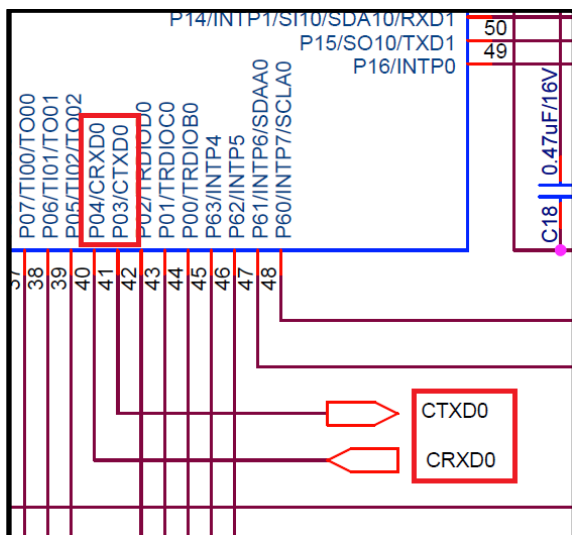 P14/INTP1/SI10/SDA10/RXD1
50
P15/SO10/TXD1
49
P16/INTP0
P07/TI00/TO00
P06/TI01/TO01
P05/TI02/TO02
P04/CRXD0
P03/CTXD0
P02/TRDIOD0
P01/TRDIOC0
P00/TRDIOB0
P63/INTP4
P62/INTP5
P61/INTP6/SDAA0
P60/INTP7/SCLA0
0.47uF/16V
C18
37
38
39
40
41
42
43
44
45
46
47
48
CTXD0
CRXD0